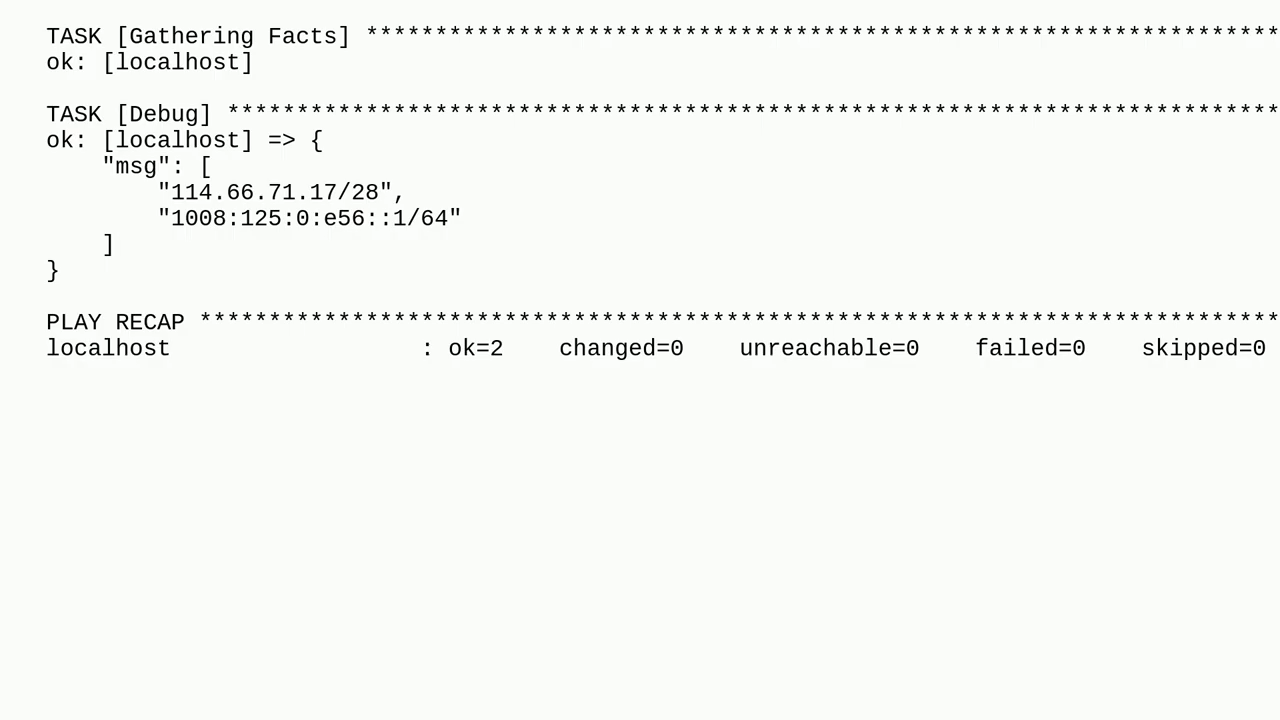 TASK [Gathering Facts] ******************************************************************
ok: [localhost]
TASK [Debug] ****************************************************************************
ok: [localhost] => {
    "msg": [
        "114.66.71.17/28",
        "1008:125:0:e56::1/64"
    ]
}
PLAY RECAP ******************************************************************************
localhost                  : ok=2    changed=0    unreachable=0    failed=0    skipped=0